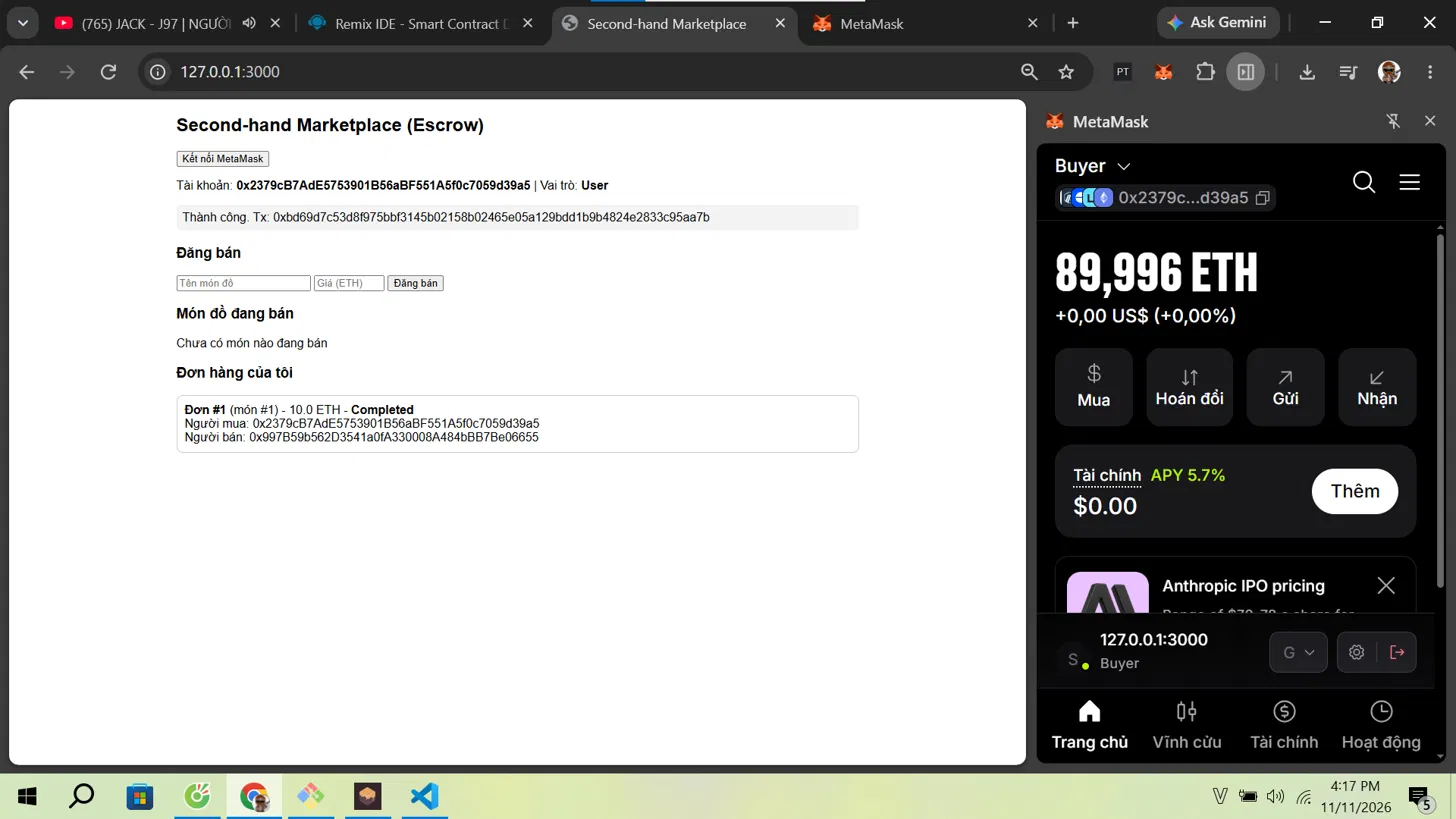 (765) JACK - J97 | NGƯỜI
Remix IDE - Smart Contract D
Second-hand Marketplace
MetaMask
Ask Gemini
127.0.0.1:3000
PT
Second-hand Marketplace (Escrow)
Kết nối MetaMask
Tài khoản: 0x2379cB7AdE5753901B56aBF551A5f0c7059d39a5 | Vai trò: User
Thành công. Tx: 0xbd69d7c53d8f975bbf3145b02158b02465e05a129bdd1b9b4824e2833c95aa7b
Đăng bán
Tên món đồ
Giá (ETH)
Đăng bán
Món đồ đang bán
Chưa có món nào đang bán
Đơn hàng của tôi
Đơn #1 (món #1) - 10.0 ETH - Completed
Người mua: 0x2379cB7AdE5753901B56aBF551A5f0c7059d39a5
Người bán: 0x997B59b562D3541a0fA330008A484bBB7Be06655
MetaMask
Buyer
0x2379c...d39a5
89,996 ETH
+0,00 US$ (+0,00%)
Mua
Hoán đổi
Gửi
Nhận
Tài chính APY 5.7%
$0.00
Thêm
Anthropic IPO pricing
S
127.0.0.1:3000
Buyer
G
Trang chủ
Vĩnh cửu
Tài chính
Hoạt động
4:17 PM
11/11/2026
5